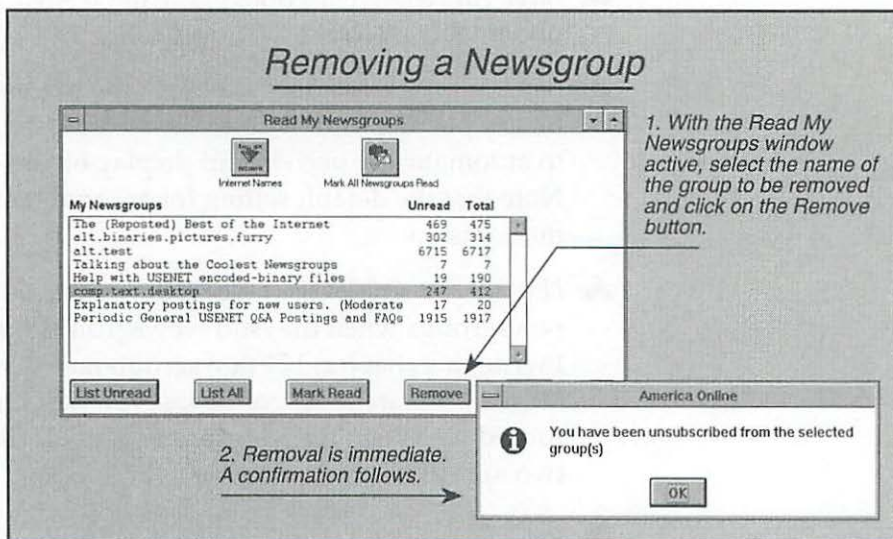 Removing a Newsgroup
Read My Newsgroups
Internet Names
Mark All Newsgroups Read
My Newsgroups Unread Total
The (Reposted) Best of the Internet 469 475
alt.binaries.pictures.furry 302 314
alt.test 6715 6717
Talking about the Coolest Newsgroups 7 7
Help with USENET encoded-binary files 19 190
comp.text.desktop 247 412
Explanatory postings for new users. (Moderate 17 20
Periodic General USENET Q&A Postings and FAQs 1915 1917
List Unread
List All
Mark Read
Remove
1. With the Read My
Newsgroups window
active, select the name of
the group to be removed
and click on the Remove
button.
America Online
You have been unsubscribed from the selected
group(s)
OK
2. Removal is immediate.
A confirmation follows.